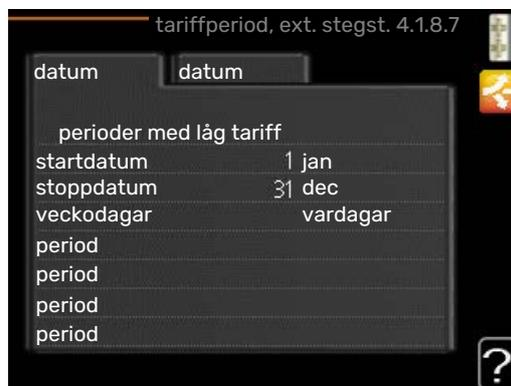 tariffperiod, ext. stegst. 4.1.8.7
datum datum
perioder med låg tariff
startdatum 1 jan
stoppdatum 31 dec
veckodagar vardagar
period
period
period
period
?